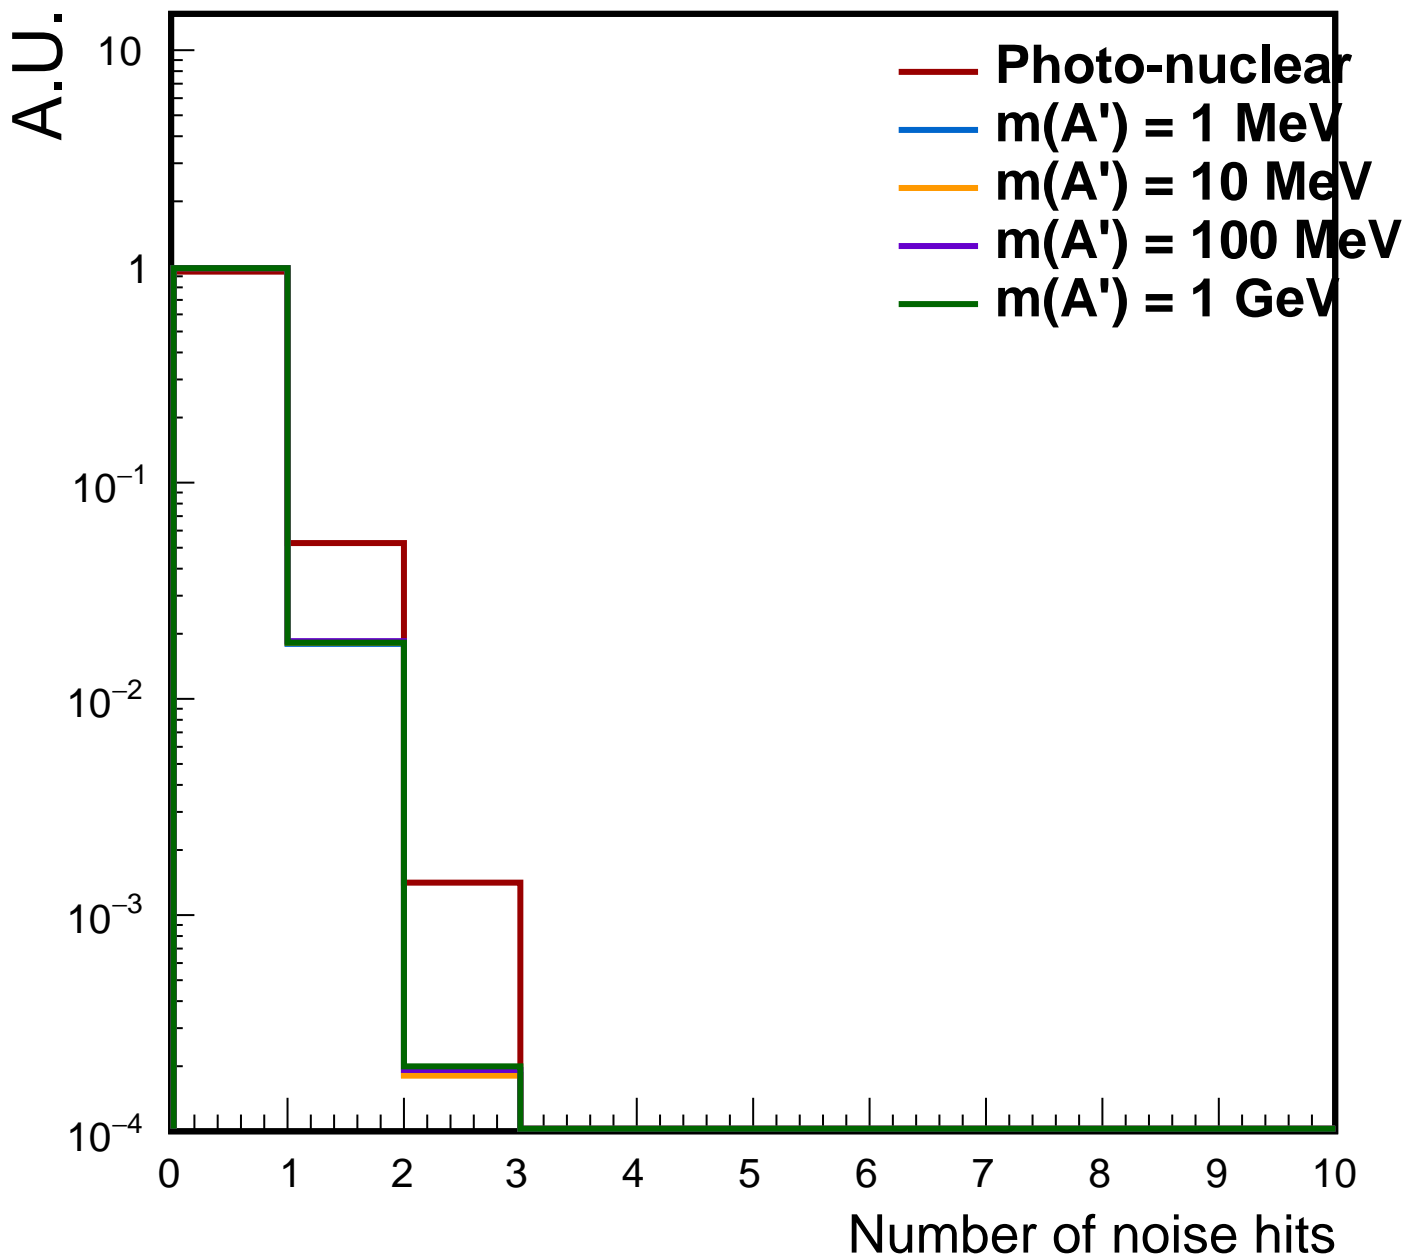 A.U.
10
1
10−1
10−2
10−3
10−4
Photo-nuclear
m(A') = 1 MeV
m(A') = 10 MeV
m(A') = 100 MeV
m(A') = 1 GeV
0 1 2 3 4 5 6 7 8 9 10
Number of noise hits